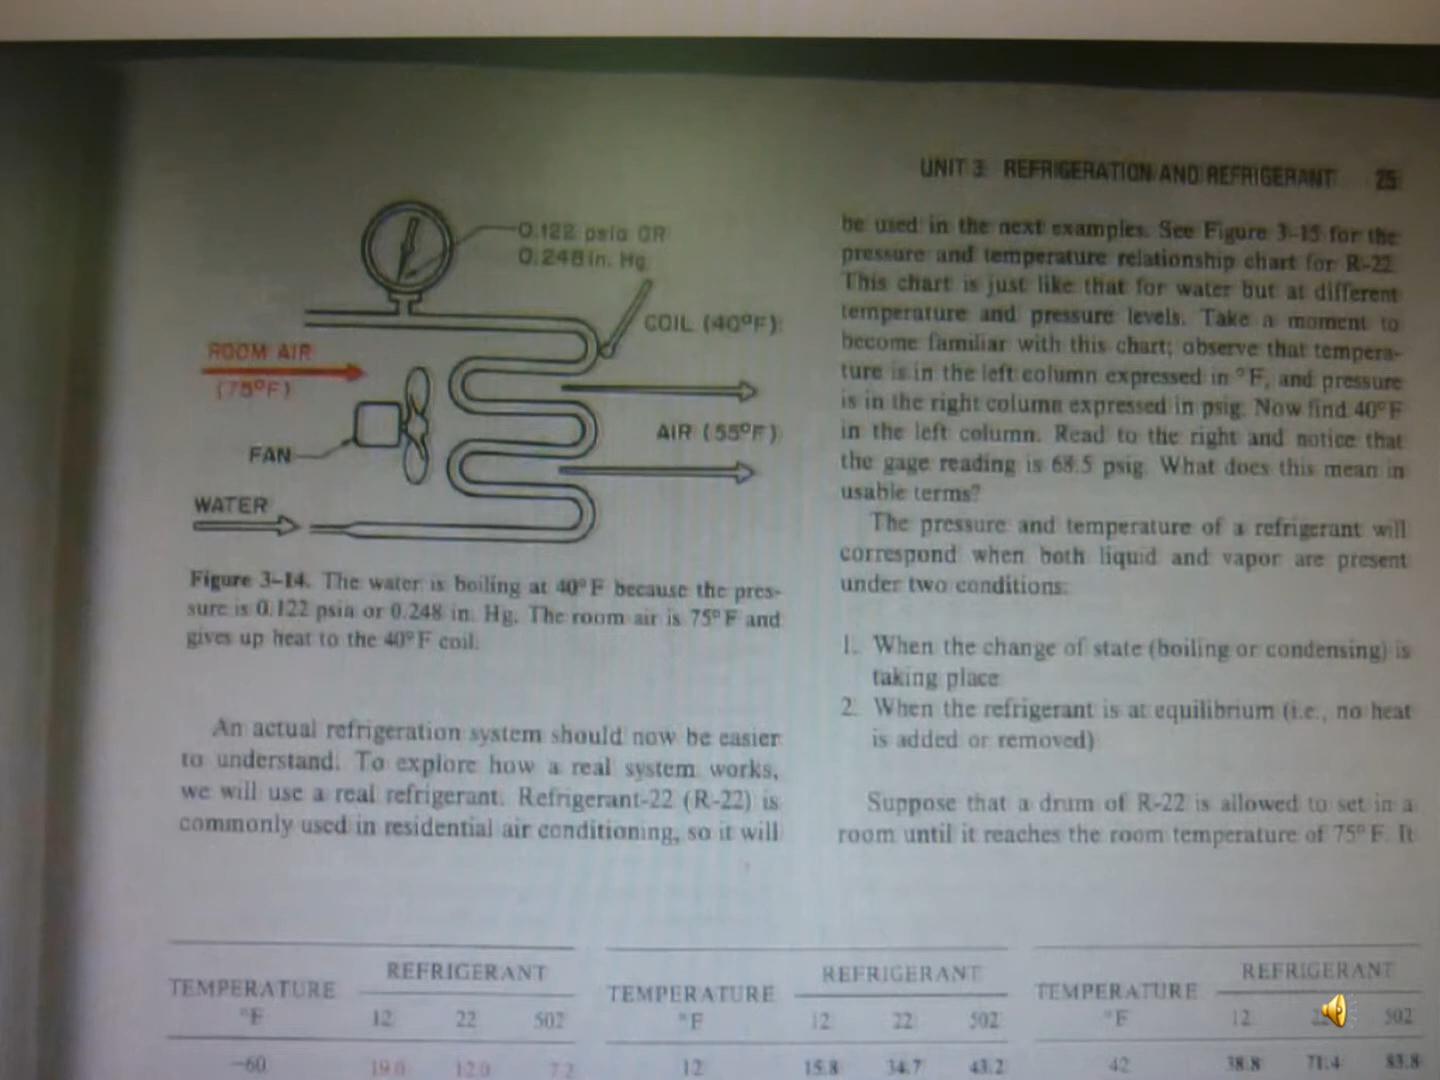 UNIT 3 REFRIGERATION AND REFRIGERANT 25
0.122 psia OR
0.248 in. Hg
COIL (40°F)
ROOM AIR
(75°F)
FAN
AIR (55°F)
WATER
Figure 3–14. The water is boiling at 40° F because the pres-
sure is 0.122 psia or 0.248 in. Hg. The room air is 75° F and
gives up heat to the 40° F coil.
An actual refrigeration system should now be easier
to understand. To explore how a real system works,
we will use a real refrigerant. Refrigerant-22 (R-22) is
commonly used in residential air conditioning, so it will
be used in the next examples. See Figure 3–15 for the
pressure and temperature relationship chart for R-22.
This chart is just like that for water but at different
temperature and pressure levels. Take a moment to
become familiar with this chart; observe that tempera-
ture is in the left column expressed in °F, and pressure
is in the right column expressed in psig. Now find 40° F
in the left column. Read to the right and notice that
the gage reading is 68.5 psig. What does this mean in
usable terms?
The pressure and temperature of a refrigerant will
correspond when both liquid and vapor are present
under two conditions:
1. When the change of state (boiling or condensing) is
taking place
2. When the refrigerant is at equilibrium (i.e., no heat
is added or removed)
Suppose that a drum of R-22 is allowed to set in a
room until it reaches the room temperature of 75° F. It
TEMPERATURE REFRIGERANT
°F 12 22 502
−60 19.0 12.0 7.2
TEMPERATURE REFRIGERANT
°F 12 22 502
12 15.8 34.7 43.2
TEMPERATURE REFRIGERANT
°F 12 502
42 38.8 71.4 83.8